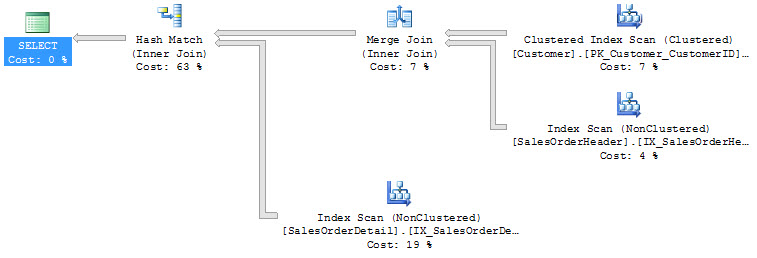 SELECT
Cost: 0 %
Hash Match
(Inner Join)
Cost: 63 %
Merge Join
(Inner Join)
Cost: 7 %
Clustered Index Scan (Clustered)
[Customer].[PK_Customer_CustomerID]…
Cost: 7 %
Index Scan (NonClustered)
[SalesOrderHeader].[IX_SalesOrderHe…
Cost: 4 %
Index Scan (NonClustered)
[SalesOrderDetail].[IX_SalesOrderDe…
Cost: 19 %